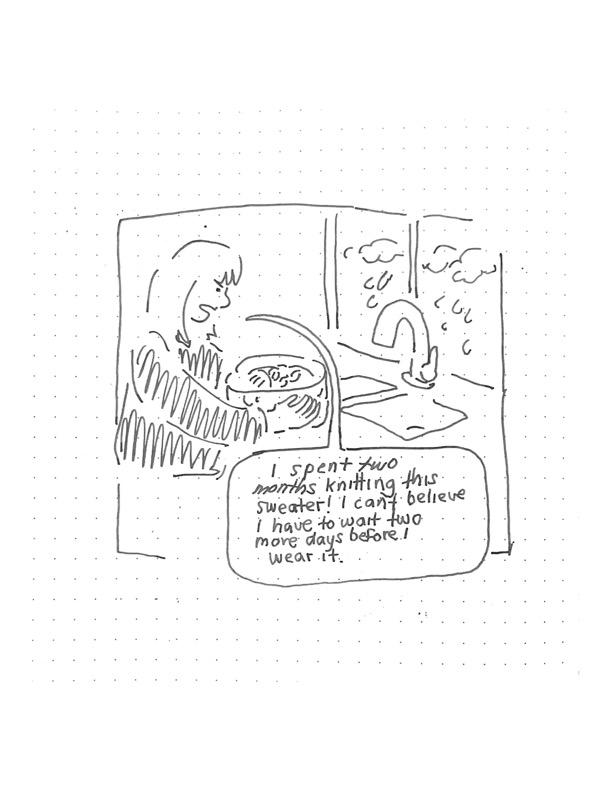 I spent two
months knitting this
sweater! I can't believe
I have to wait two
more days before I
wear it.